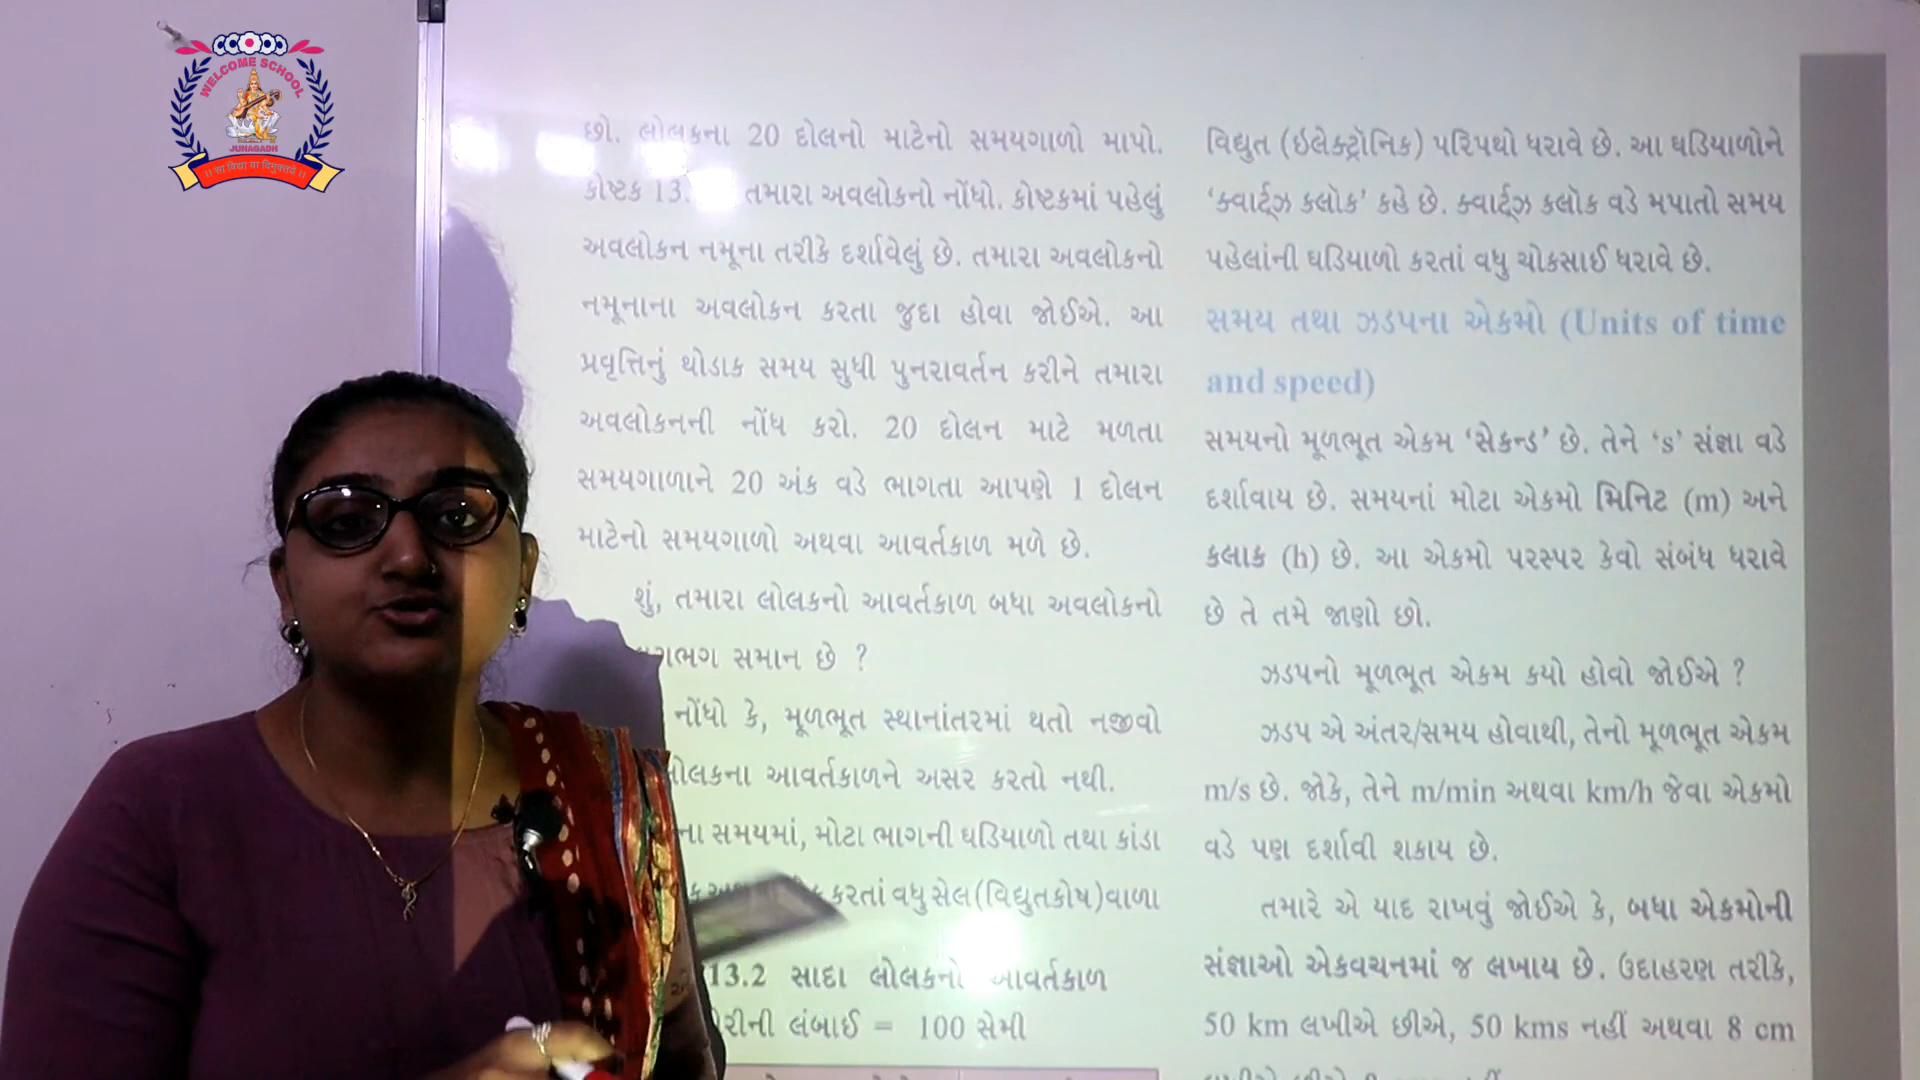 WELCOME SCHOOL
JUNAGADH
।। सा विद्या या विमुक्तये ।।
છો. લોલકના 20 દોલનો માટેનો સમયગાળો માપો.
કોષ્ટક 13. તમારા અવલોકનો નોંધો. કોષ્ટકમાં પહેલું
અવલોકન નમૂના તરીકે દર્શાવેલું છે. તમારા અવલોકનો
નમૂનાના અવલોકન કરતા જુદા હોવા જોઈએ. આ
પ્રવૃત્તિનું થોડાક સમય સુધી પુનરાવર્તન કરીને તમારા
અવલોકનની નોંધ કરો. 20 દોલન માટે મળતા
સમયગાળાને 20 અંક વડે ભાગતા આપણે 1 દોલન
માટેનો સમયગાળો અથવા આવર્તકાળ મળે છે.
શું, તમારા લોલકનો આવર્તકાળ બધા અવલોકનો
સમાન છે ?
નોંધો કે, મૂળભૂત સ્થાનાંતરમાં થતો નજીવો
લોલકના આવર્તકાળને અસર કરતો નથી.
સમયમાં, મોટા ભાગની ઘડિયાળો તથા કાંડા
કરતાં વધુ સેલ (વિદ્યુતકોષ) વાળા
13.2 સાદા લોલકનો આવર્તકાળ
લંબાઈ = 100 સેમી
વિદ્યુત (ઇલેક્ટ્રૉનિક) પરિપથો ધરાવે છે. આ ઘડિયાળોને
‘ક્વાર્ટ્ઝ ક્લૉક’ કહે છે. ક્વાર્ટ્ઝ ક્લૉક વડે મપાતો સમય
પહેલાંની ઘડિયાળો કરતાં વધુ ચોકસાઈ ધરાવે છે.
સમય તથા ઝડપના એકમો (Units of time
and speed)
સમયનો મૂળભૂત એકમ ‘સેકન્ડ’ છે. તેને ‘s’ સંજ્ઞા વડે
દર્શાવાય છે. સમયનાં મોટા એકમો મિનિટ (m) અને
કલાક (h) છે. આ એકમો પરસ્પર કેવો સંબંધ ધરાવે
છે તે તમે જાણો છો.
ઝડપનો મૂળભૂત એકમ કયો હોવો જોઈએ ?
ઝડપ એ અંતર/સમય હોવાથી, તેનો મૂળભૂત એકમ
m/s છે. જોકે, તેને m/min અથવા km/h જેવા એકમો
વડે પણ દર્શાવી શકાય છે.
તમારે એ યાદ રાખવું જોઈએ કે, બધા એકમોની
સંજ્ઞાઓ એકવચનમાં જ લખાય છે. ઉદાહરણ તરીકે,
50 km લખીએ છીએ, 50 kms નહીં અથવા 8 cm